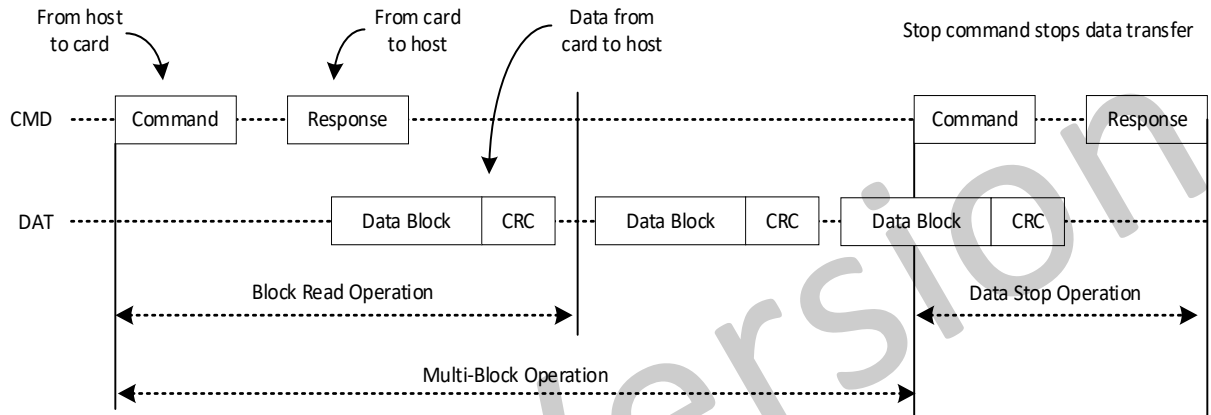 From host
to card
From card
to host
Data from
card to host
Stop command stops data transfer
CMD
Command
Response
Command
Response
DAT
Data Block
CRC
Data Block
CRC
Data Block
CRC
Block Read Operation
Data Stop Operation
Multi-Block Operation
Version